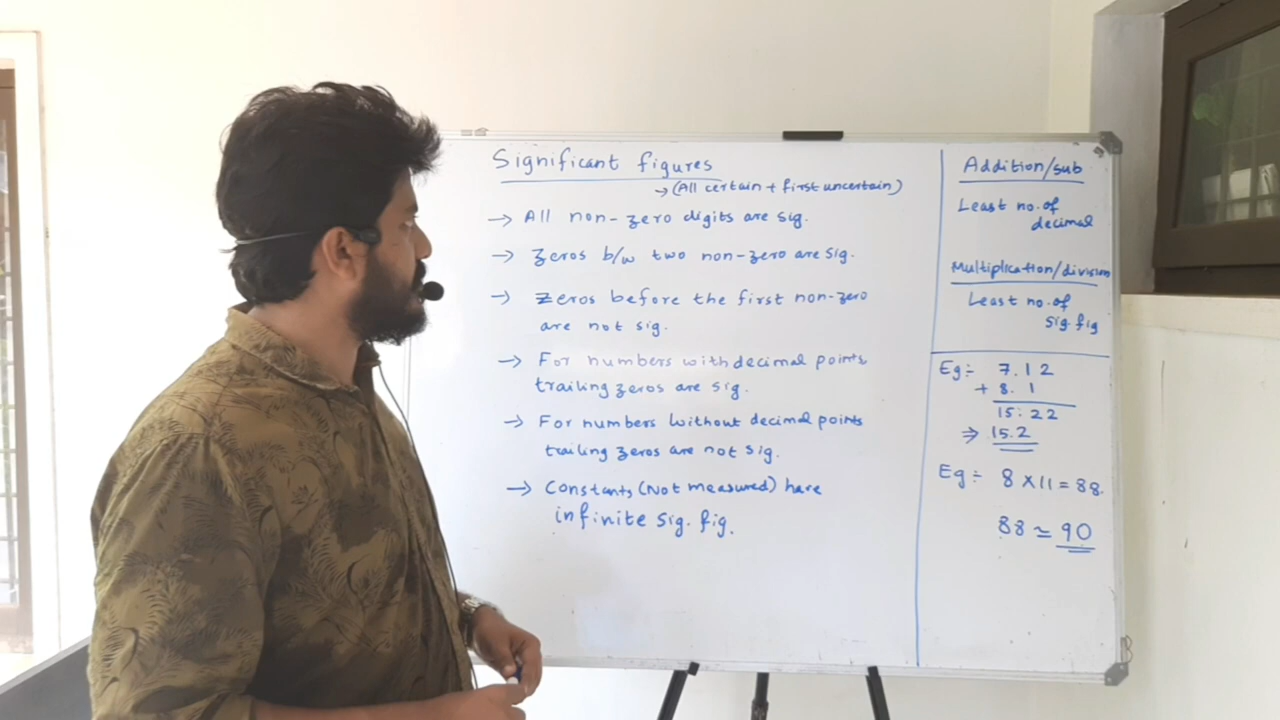 Significant figures
→ (All certain + first uncertain)
→ All non-zero digits are sig.
→ Zeros b/w two non-zero are sig.
→ Zeros before the first non-zero
are not sig.
→ For numbers with decimal points
trailing zeros are sig.
→ For numbers without decimal points
trailing zeros are not sig.
→ Constants (Not measured) have
infinite sig. fig.
Addition/sub
Least no. of
decimal
Multiplication/division
Least no. of
sig. fig
Eg:- 7.12
+ 8.1
15.22
⇒ 15.2
Eg:- 8 × 11 = 88.
88 ≃ 90